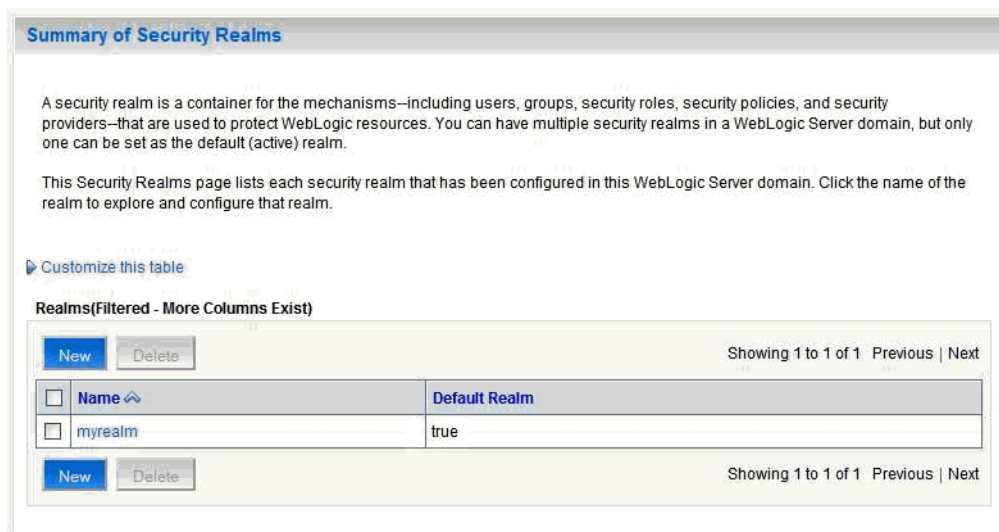 Summary of Security Realms
A security realm is a container for the mechanisms--including users, groups, security roles, security policies, and security
providers--that are used to protect WebLogic resources. You can have multiple security realms in a WebLogic Server domain, but only
one can be set as the default (active) realm.
This Security Realms page lists each security realm that has been configured in this WebLogic Server domain. Click the name of the
realm to explore and configure that realm.
Customize this table
Realms(Filtered - More Columns Exist)
New Delete Showing 1 to 1 of 1 Previous | Next
Name Default Realm
myrealm true
New Delete Showing 1 to 1 of 1 Previous | Next